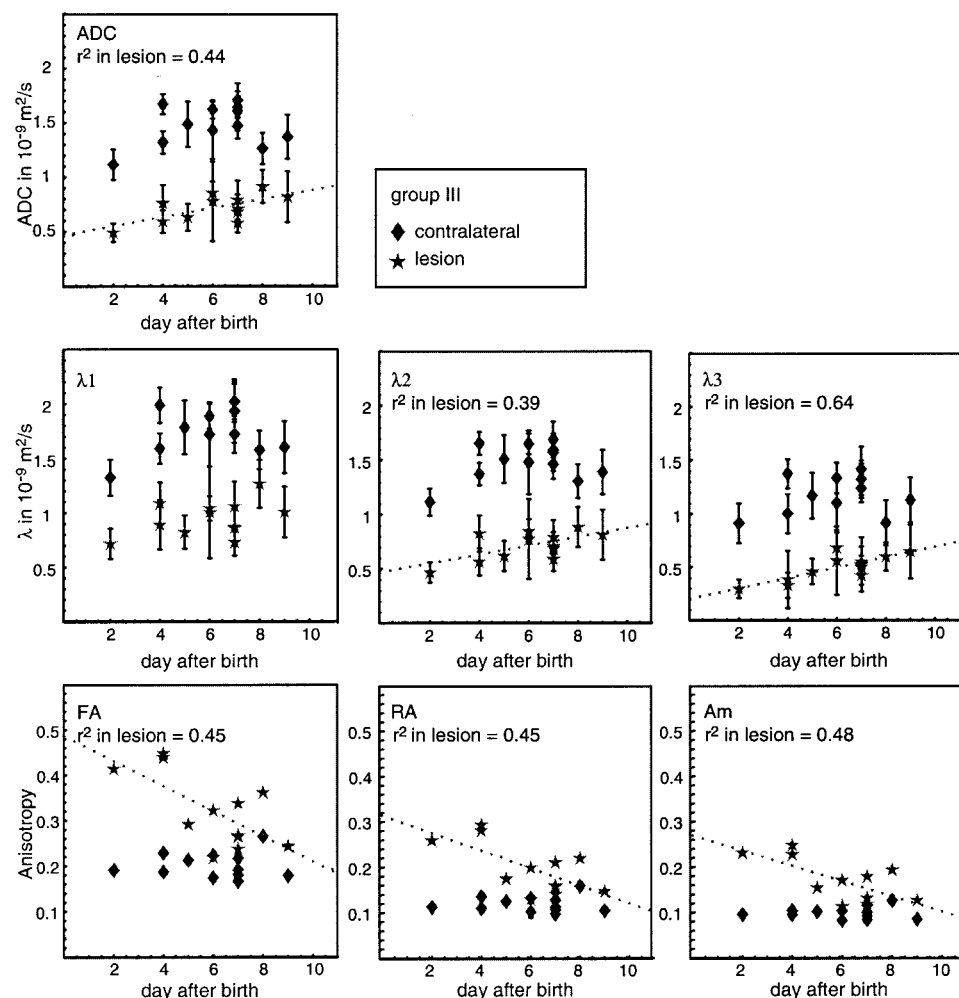 ADC
r² in lesion = 0.44
2
1.5
1
0.5
ADC in 10⁻⁹ m²/s
2 4 6 8 10
day after birth
group III
contralateral
lesion
λ1
2
1.5
1
0.5
λ in 10⁻⁹ m²/s
2 4 6 8 10
day after birth
λ2
r² in lesion = 0.39
2
1.5
1
0.5
2 4 6 8 10
day after birth
λ3
r² in lesion = 0.64
2
1.5
1
0.5
2 4 6 8 10
day after birth
FA
r² in lesion = 0.45
0.5
0.4
0.3
0.2
0.1
Anisotropy
2 4 6 8 10
day after birth
RA
r² in lesion = 0.45
0.5
0.4
0.3
0.2
0.1
2 4 6 8 10
day after birth
Am
r² in lesion = 0.48
0.5
0.4
0.3
0.2
0.1
2 4 6 8 10
day after birth